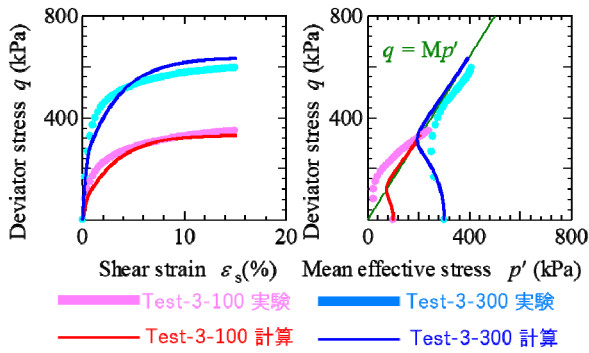 800
400
0
0
10
20
Deviator stress q (kPa)
Shear strain εs(%)
800
400
0
0
400
800
Deviator stress q (kPa)
q = Mp′
Mean effective stress p′ (kPa)
Test-3-100 実験
Test-3-300 実験
Test-3-100 計算
Test-3-300 計算